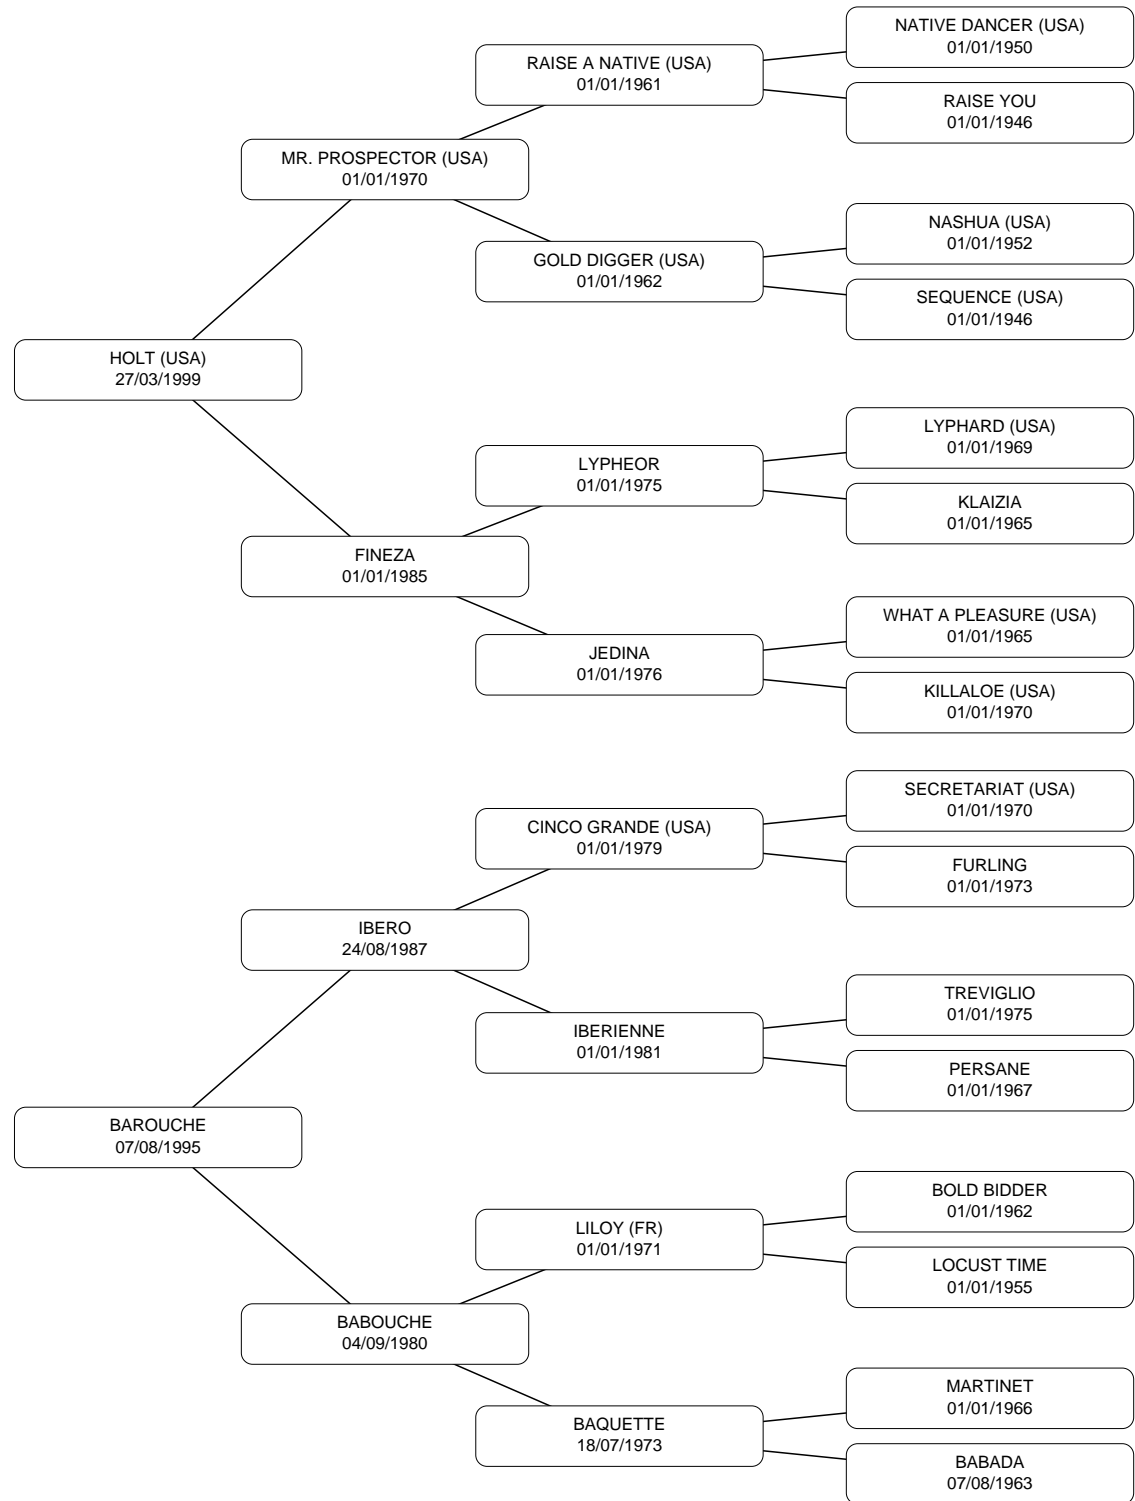 NATIVE DANCER (USA)
01/01/1950
RAISE A NATIVE (USA)
01/01/1961
RAISE YOU
01/01/1946
MR. PROSPECTOR (USA)
01/01/1970
NASHUA (USA)
01/01/1952
GOLD DIGGER (USA)
01/01/1962
SEQUENCE (USA)
01/01/1946
HOLT (USA)
27/03/1999
LYPHARD (USA)
01/01/1969
LYPHEOR
01/01/1975
KLAIZIA
01/01/1965
FINEZA
01/01/1985
WHAT A PLEASURE (USA)
01/01/1965
JEDINA
01/01/1976
KILLALOE (USA)
01/01/1970
SECRETARIAT (USA)
01/01/1970
CINCO GRANDE (USA)
01/01/1979
FURLING
01/01/1973
IBERO
24/08/1987
TREVIGLIO
01/01/1975
IBERIENNE
01/01/1981
PERSANE
01/01/1967
BAROUCHE
07/08/1995
BOLD BIDDER
01/01/1962
LILOY (FR)
01/01/1971
LOCUST TIME
01/01/1955
BABOUCHE
04/09/1980
MARTINET
01/01/1966
BAQUETTE
18/07/1973
BABADA
07/08/1963